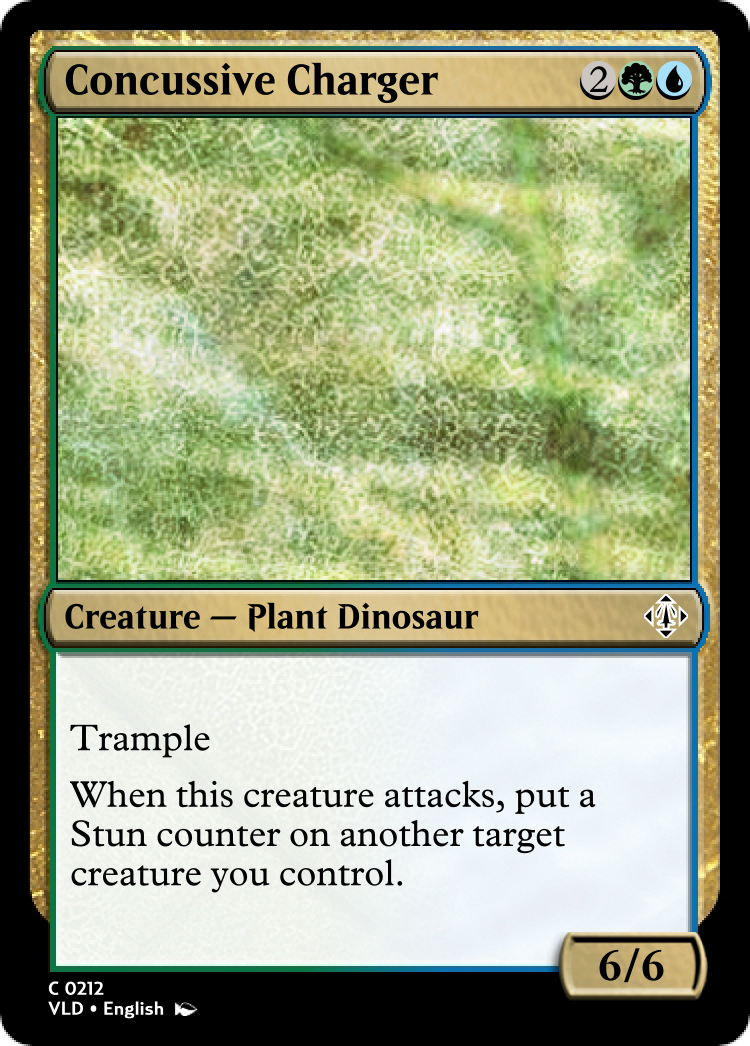 Concussive Charger 2
Creature — Plant Dinosaur
Trample
When this creature attacks, put a
Stun counter on another target
creature you control.
6/6
C 0212
VLD • English